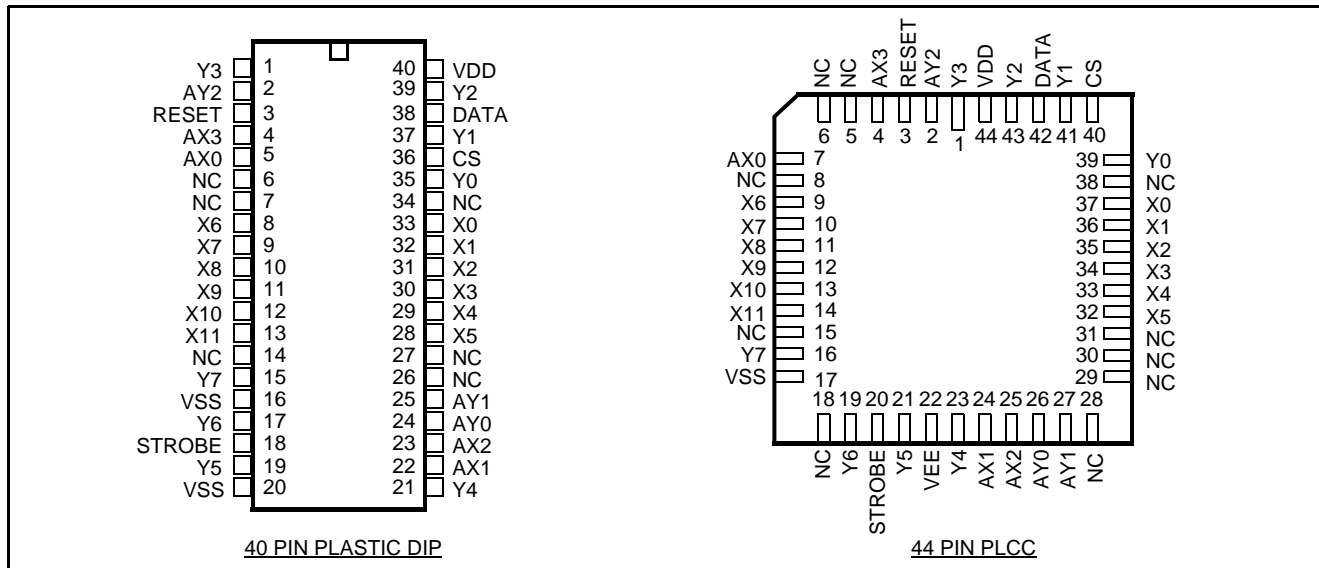 Y3 1 40 VDD
AY2 2 39 Y2
RESET 3 38 DATA
AX3 4 37 Y1
AX0 5 36 CS
NC 6 35 Y0
NC 7 34 NC
X6 8 33 X0
X7 9 32 X1
X8 10 31 X2
X9 11 30 X3
X10 12 29 X4
X11 13 28 X5
NC 14 27 NC
Y7 15 26 NC
VSS 16 25 AY1
Y6 17 24 AY0
STROBE 18 23 AX2
Y5 19 22 AX1
VSS 20 21 Y4
40 PIN PLASTIC DIP
NC NC AX3 RESET AY2 Y3 VDD Y2 DATA Y1 CS
6 5 4 3 2 1 44 43 42 41 40
AX0 7 39 Y0
NC 8 38 NC
X6 9 37 X0
X7 10 36 X1
X8 11 35 X2
X9 12 34 X3
X10 13 33 X4
X11 14 32 X5
NC 15 31 NC
Y7 16 30 NC
VSS 17 29 NC
18 19 20 21 22 23 24 25 26 27 28
NC Y6 STROBE Y5 VEE Y4 AX1 AX2 AY0 AY1 NC
44 PIN PLCC